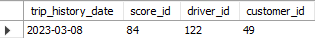 trip_history_date score_id driver_id customer_id
2023-03-08 84 122 49